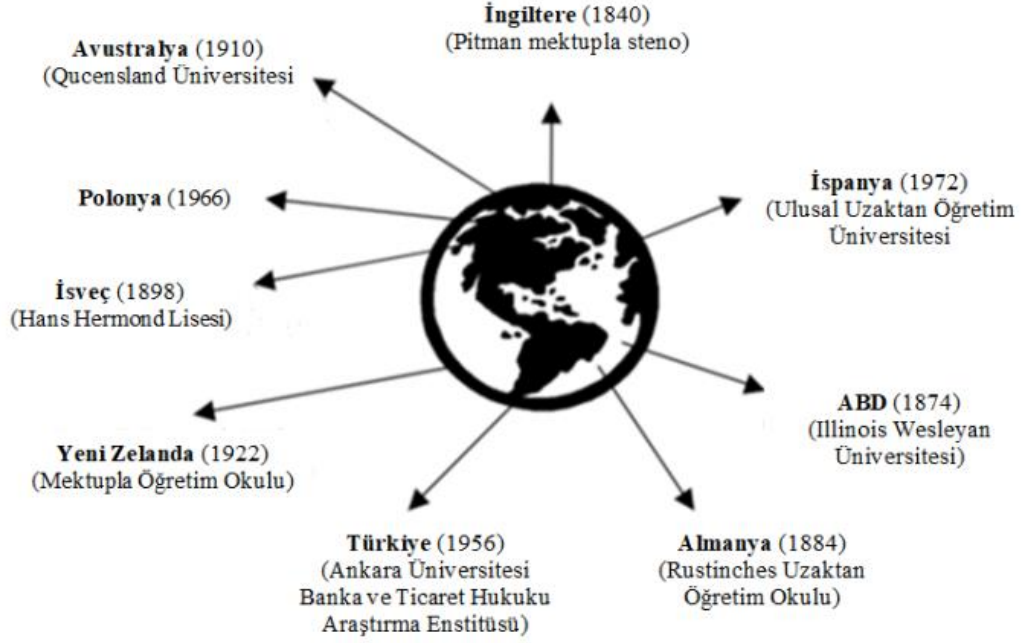 İngiltere (1840)
(Pitman mektupla steno)
Avustralya (1910)
(Qucensland Üniversitesi
Polonya (1966)
İspanya (1972)
(Ulusal Uzaktan Öğretim
Üniversitesi
İsveç (1898)
(Hans Hermond Lisesi)
ABD (1874)
(Illinois Wesleyan
Üniversitesi)
Yeni Zelanda (1922)
(Mektupla Öğretim Okulu)
Türkiye (1956)
(Ankara Üniversitesi
Banka ve Ticaret Hukuku
Araştırma Enstitüsü)
Almanya (1884)
(Rustinches Uzaktan
Öğretim Okulu)